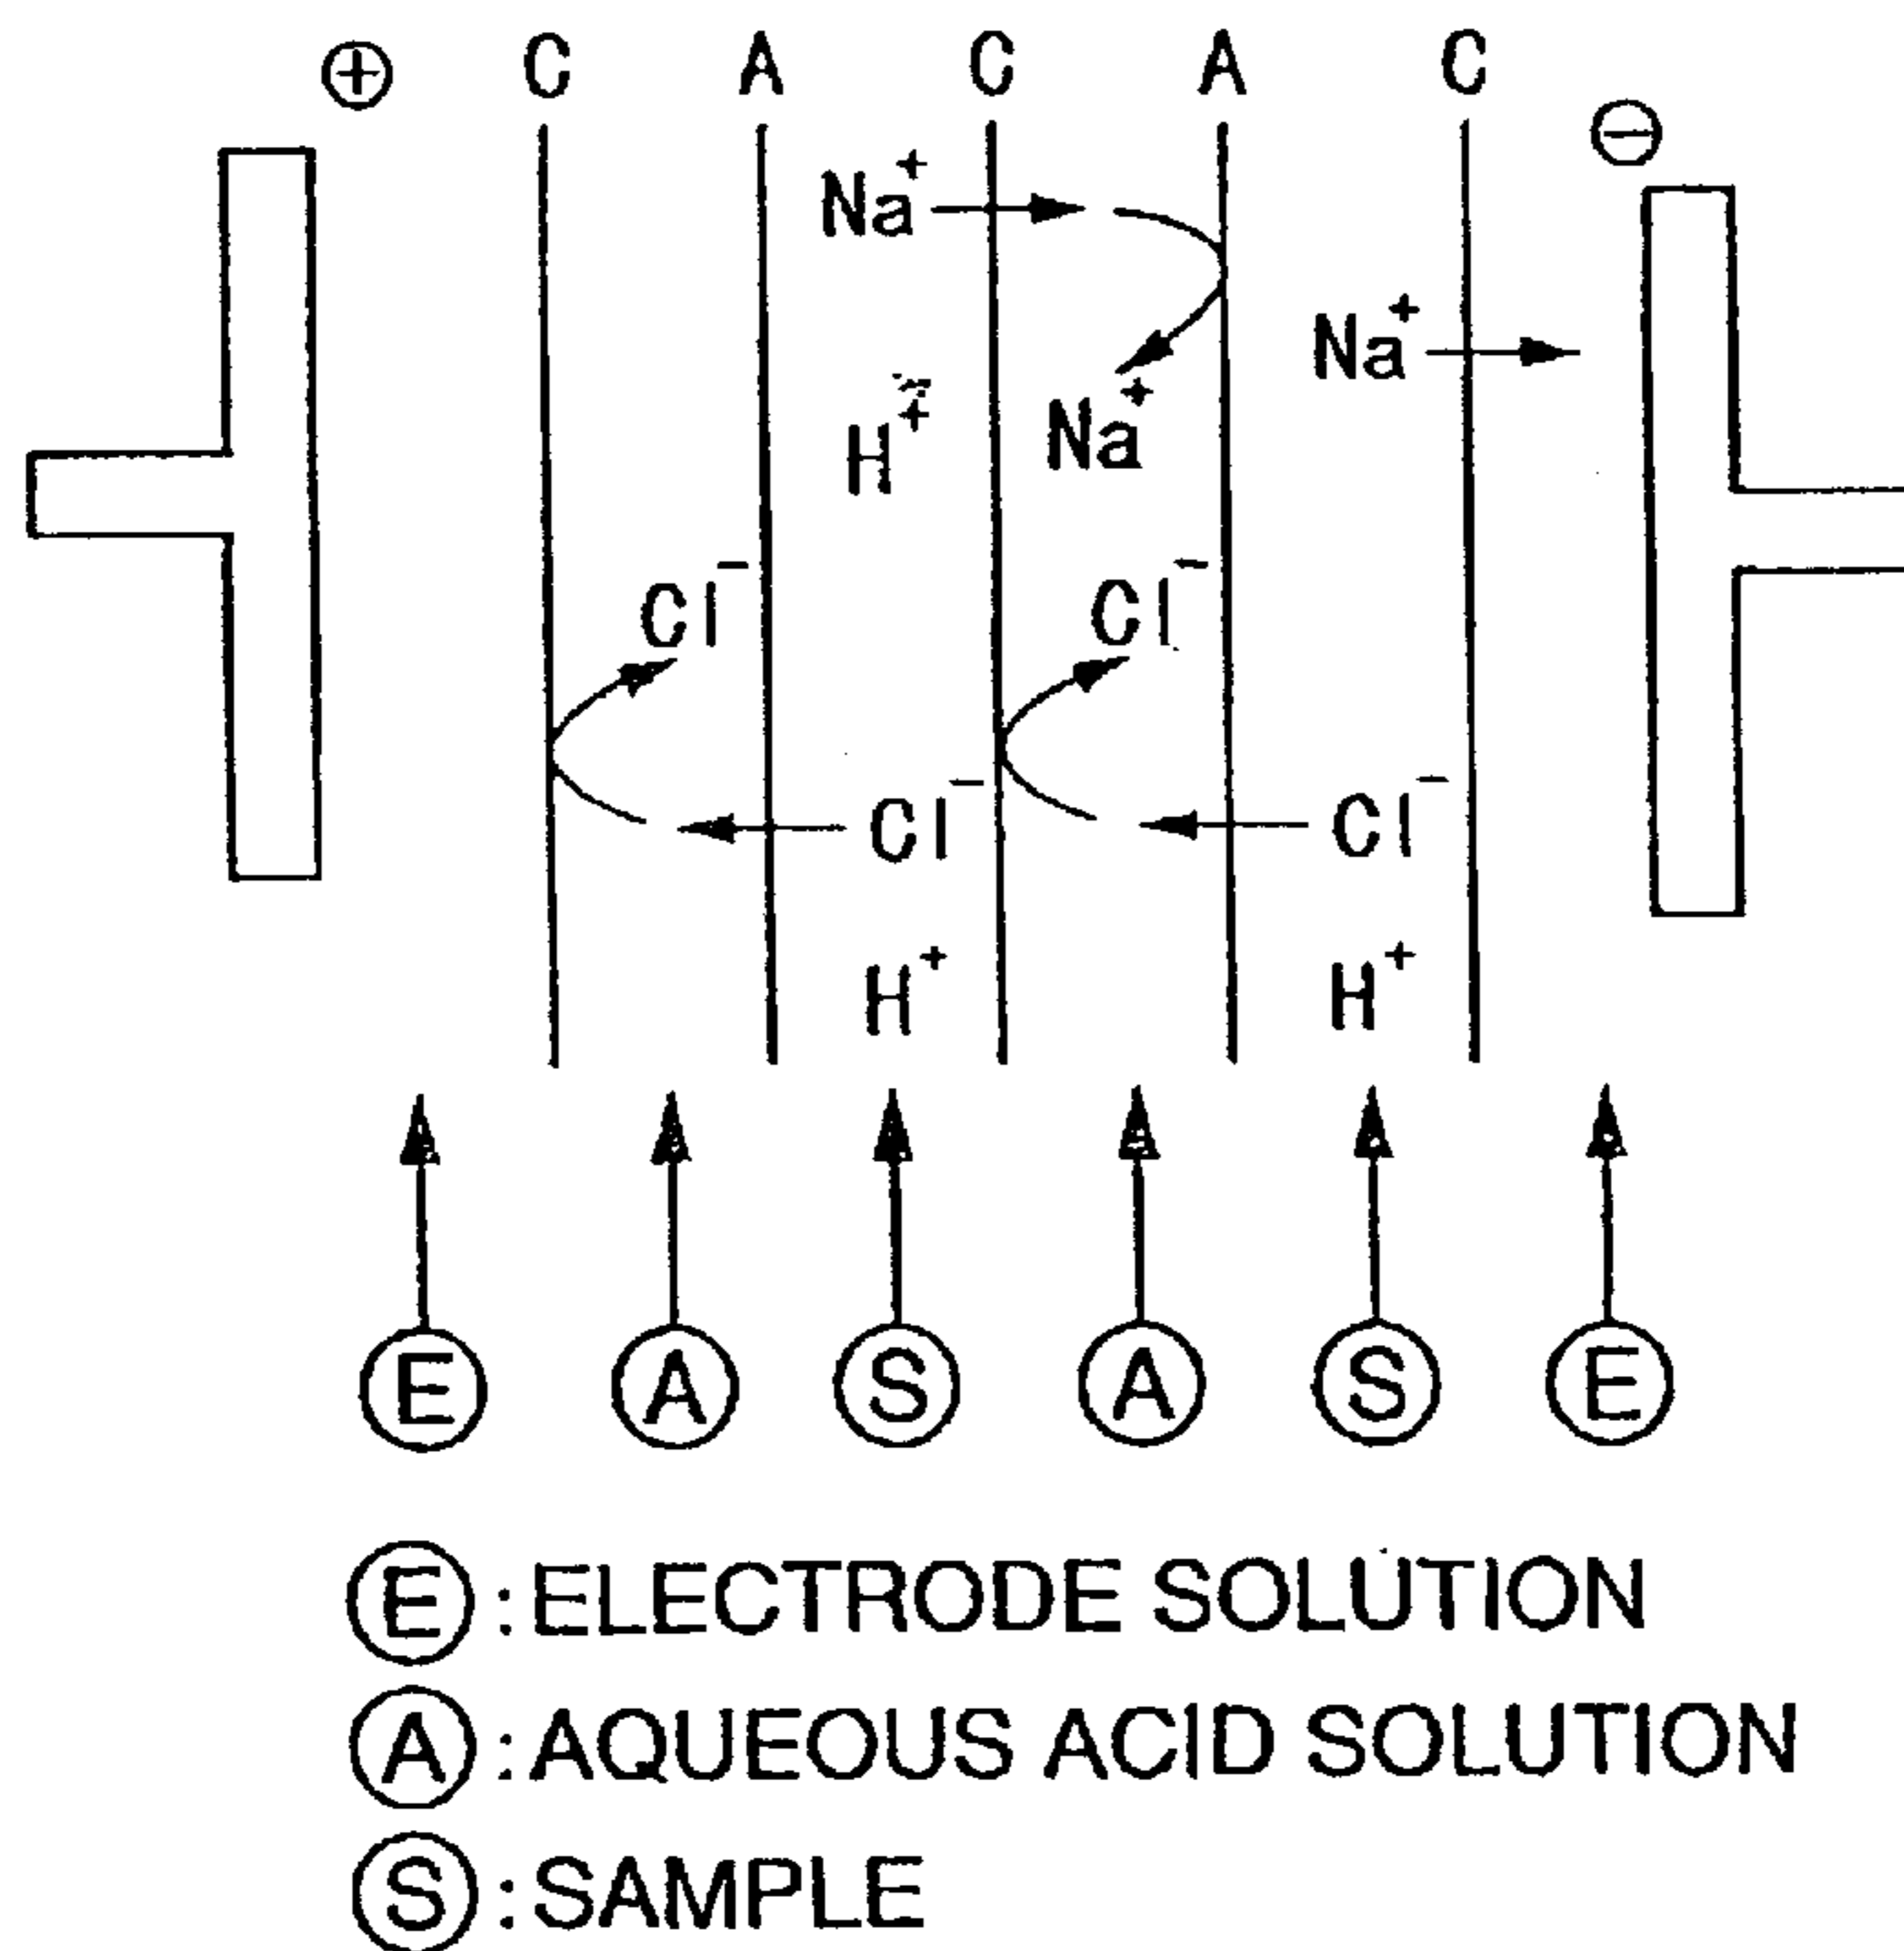 ⊕ C A C A C ⊖
Na⁺
Na⁺
H⁺ Na⁺
Cl⁻ Cl⁻
Cl⁻ Cl⁻
H⁺ H⁺
Ⓔ Ⓐ Ⓢ Ⓐ Ⓢ Ⓔ
Ⓔ : ELECTRODE SOLUTION
Ⓐ : AQUEOUS ACID SOLUTION
Ⓢ : SAMPLE